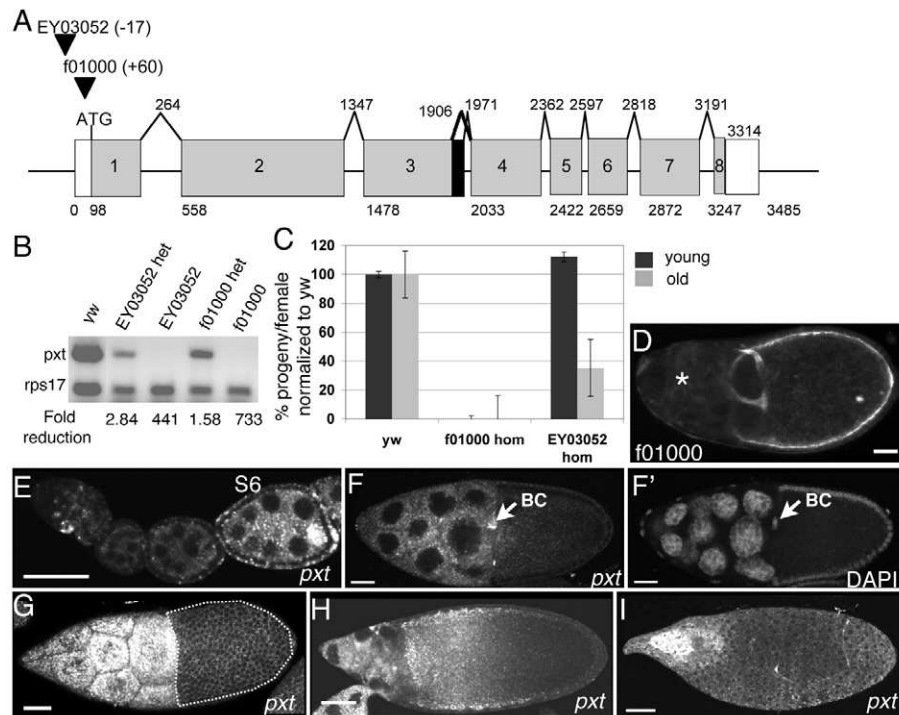 A
EY03052 (-17)
f01000 (+60)
ATG
264
1347
1906
1971
2362
2597
2818
3191
3314
1
2
3
4
5
6
7
8
0
98
558
1478
2033
2422
2659
2872
3247
3485
B
yw
EY03052 het
EY03052
f01000 het
f01000
pxt
rps17
Fold reduction
2.84
441
1.58
733
C
% progeny/female
normalized to yw
120
100
80
60
40
20
0
yw
f01000 hom
EY03052
hom
young
old
D
*
f01000
E
S6
pxt
F
BC
pxt
F'
BC
DAPI
G
pxt
H
pxt
I
pxt